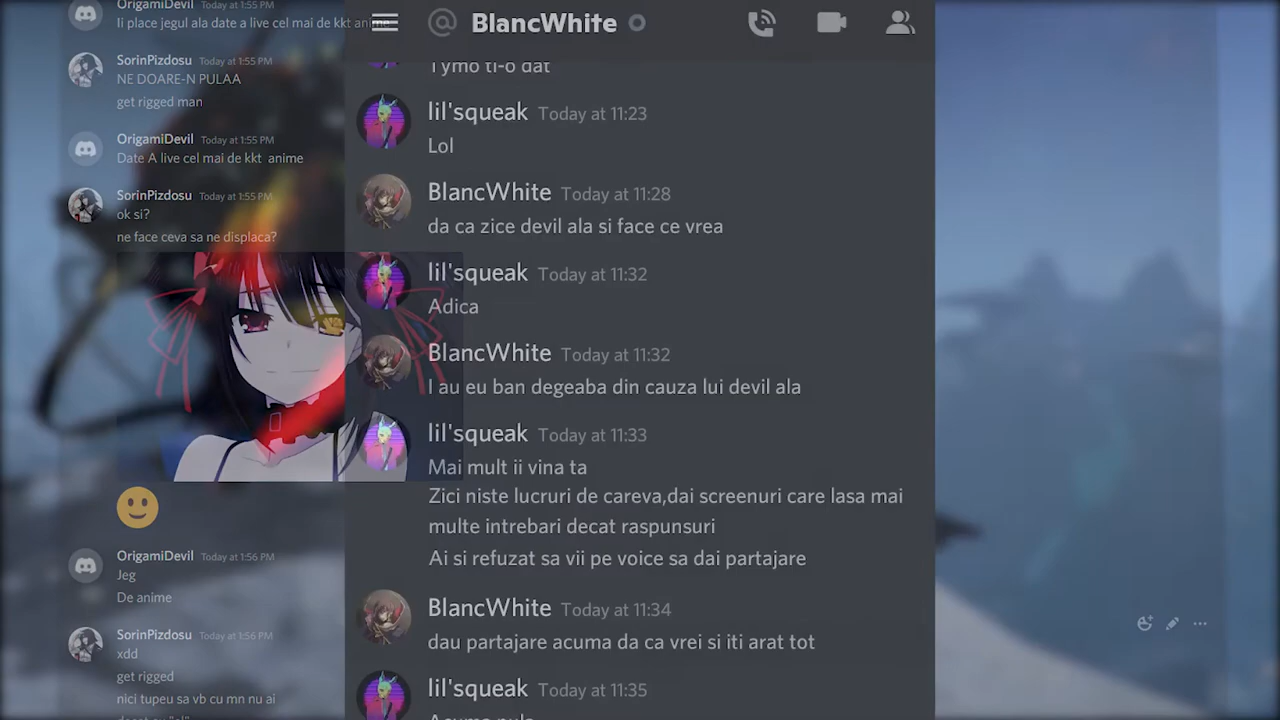 OrigamiDevil Today at 1:55 PM
Ii place jegul ala date a live cel mai de kkt anime
SorinPizdosu Today at 1:55 PM
NE DOARE-N PULAA
get rigged man
OrigamiDevil Today at 1:55 PM
Date A live cel mai de kkt anime
SorinPizdosu Today at 1:55 PM
ok si?
ne face ceva sa ne displaca?
OrigamiDevil Today at 1:56 PM
Jeg
De anime
SorinPizdosu Today at 1:56 PM
xdd
get rigged
nici tupeu sa vb cu mn nu ai
@ BlancWhite
Tymo ti-o dat
lil'squeak Today at 11:23
Lol
BlancWhite Today at 11:28
da ca zice devil ala si face ce vrea
lil'squeak Today at 11:32
Adica
BlancWhite Today at 11:32
I au eu ban degeaba din cauza lui devil ala
lil'squeak Today at 11:33
Mai mult ii vina ta
Zici niste lucruri de careva,dai screenuri care lasa mai
multe intrebari decat raspunsuri
Ai si refuzat sa vii pe voice sa dai partajare
BlancWhite Today at 11:34
dau partajare acuma da ca vrei si iti arat tot
lil'squeak Today at 11:35